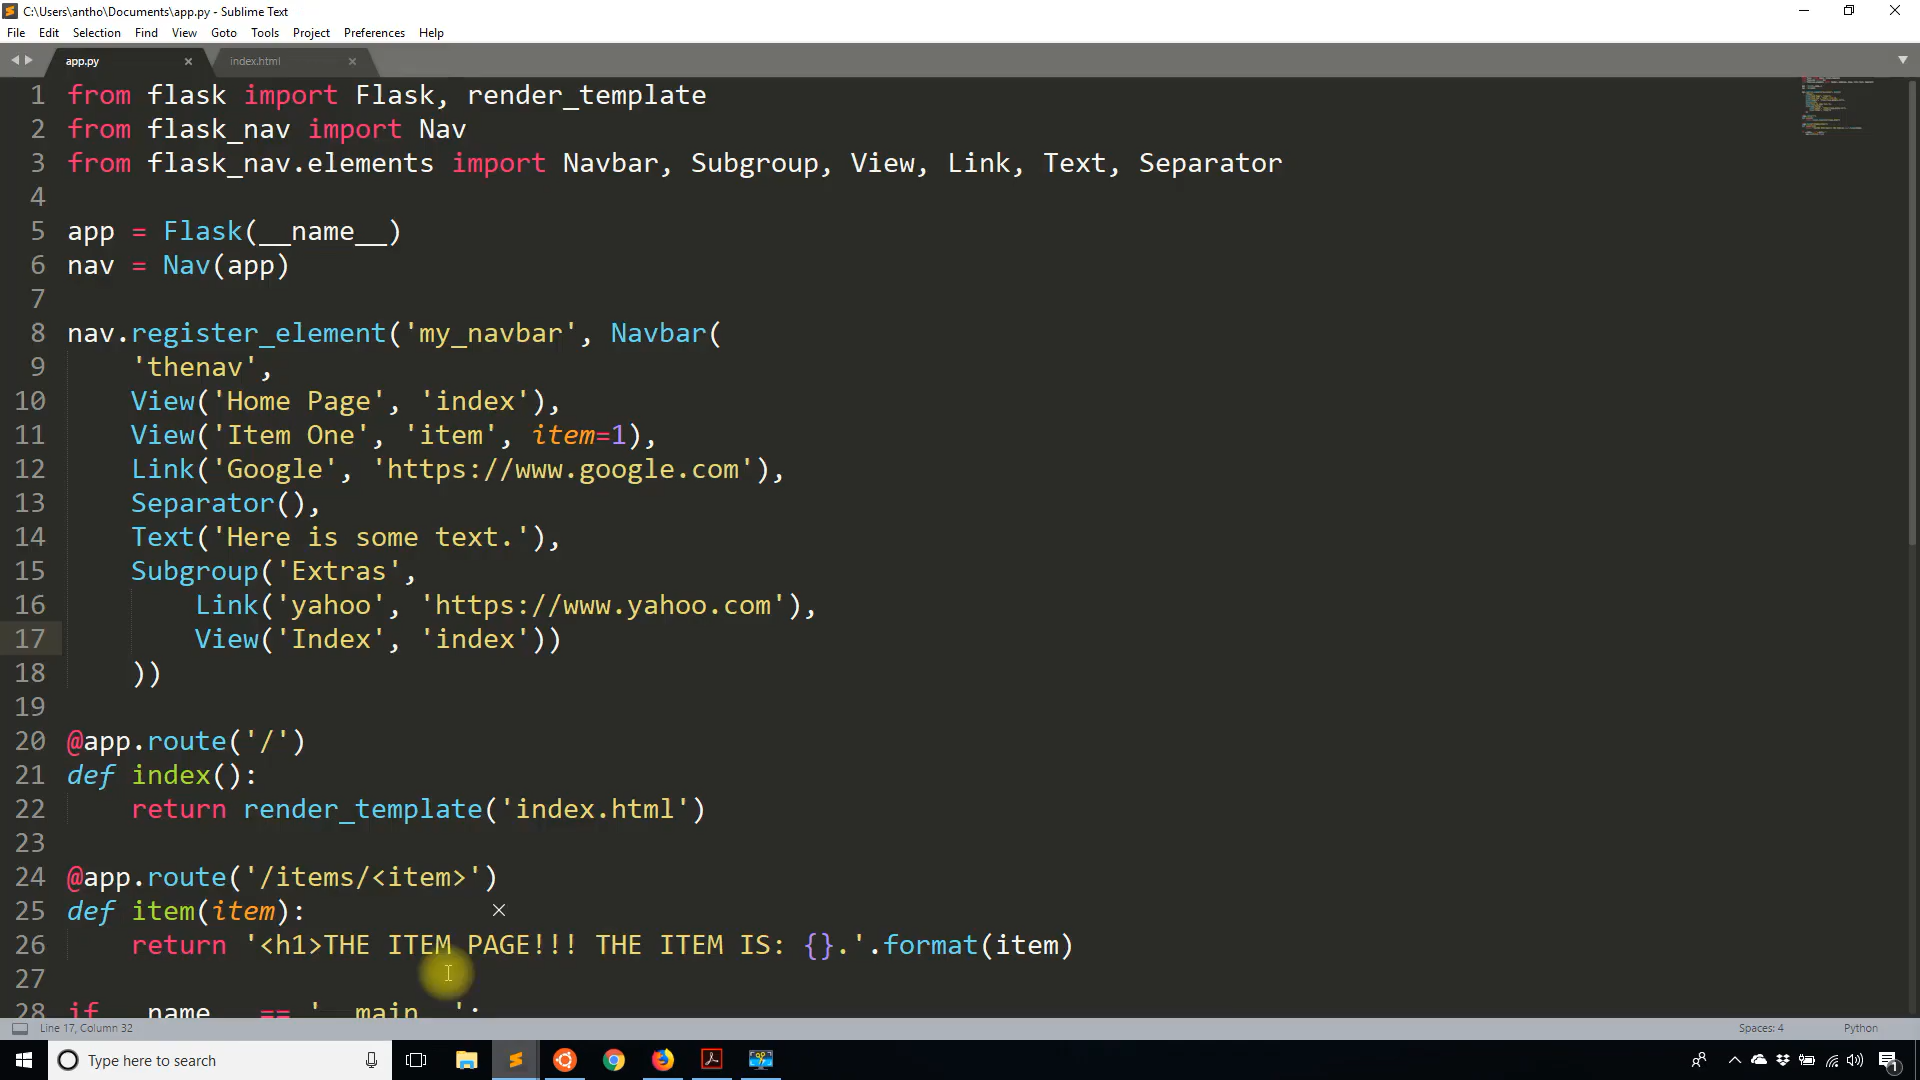 C:\Users\antho\Documents\app.py - Sublime Text
File Edit Selection Find View Goto Tools Project Preferences Help
app.py index.html
1 from flask import Flask, render_template
2 from flask_nav import Nav
3 from flask_nav.elements import Navbar, Subgroup, View, Link, Text, Separator
4
5 app = Flask(__name__)
6 nav = Nav(app)
7
8 nav.register_element('my_navbar', Navbar(
9 'thenav',
10 View('Home Page', 'index'),
11 View('Item One', 'item', item=1),
12 Link('Google', 'https://www.google.com'),
13 Separator(),
14 Text('Here is some text.'),
15 Subgroup('Extras',
16 Link('yahoo', 'https://www.yahoo.com'),
17 View('Index', 'index'))
18 ))
19
20 @app.route('/')
21 def index():
22 return render_template('index.html')
23
24 @app.route('/items/<item>')
25 def item(item):
26 return '<h1>THE ITEM PAGE!!! THE ITEM IS: {}.'.format(item)
27
28 if __name__ == '__main__':
Line 17, Column 32 Spaces: 4 Python
Type here to search
1